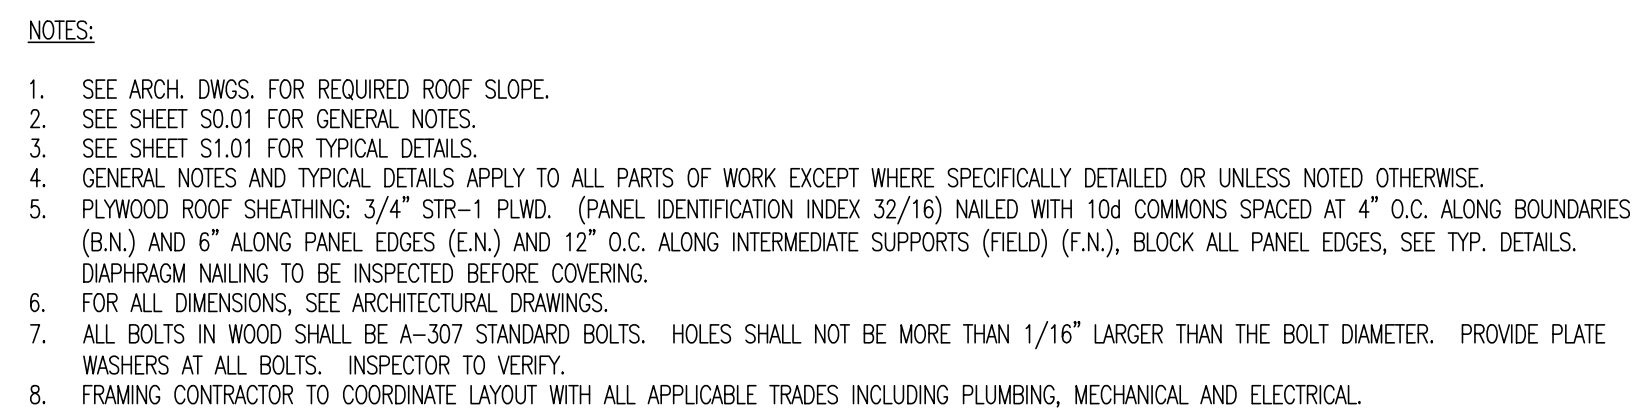 NOTES:
1. SEE ARCH. DWGS. FOR REQUIRED ROOF SLOPE.
2. SEE SHEET S0.01 FOR GENERAL NOTES.
3. SEE SHEET S1.01 FOR TYPICAL DETAILS.
4. GENERAL NOTES AND TYPICAL DETAILS APPLY TO ALL PARTS OF WORK EXCEPT WHERE SPECIFICALLY DETAILED OR UNLESS NOTED OTHERWISE.
5. PLYWOOD ROOF SHEATHING: 3/4" STR-1 PLWD. (PANEL IDENTIFICATION INDEX 32/16) NAILED WITH 10d COMMONS SPACED AT 4" O.C. ALONG BOUNDARIES
(B.N.) AND 6" ALONG PANEL EDGES (E.N.) AND 12" O.C. ALONG INTERMEDIATE SUPPORTS (FIELD) (F.N.), BLOCK ALL PANEL EDGES, SEE TYP. DETAILS.
DIAPHRAGM NAILING TO BE INSPECTED BEFORE COVERING.
6. FOR ALL DIMENSIONS, SEE ARCHITECTURAL DRAWINGS.
7. ALL BOLTS IN WOOD SHALL BE A-307 STANDARD BOLTS. HOLES SHALL NOT BE MORE THAN 1/16" LARGER THAN THE BOLT DIAMETER. PROVIDE PLATE
WASHERS AT ALL BOLTS. INSPECTOR TO VERIFY.
8. FRAMING CONTRACTOR TO COORDINATE LAYOUT WITH ALL APPLICABLE TRADES INCLUDING PLUMBING, MECHANICAL AND ELECTRICAL.